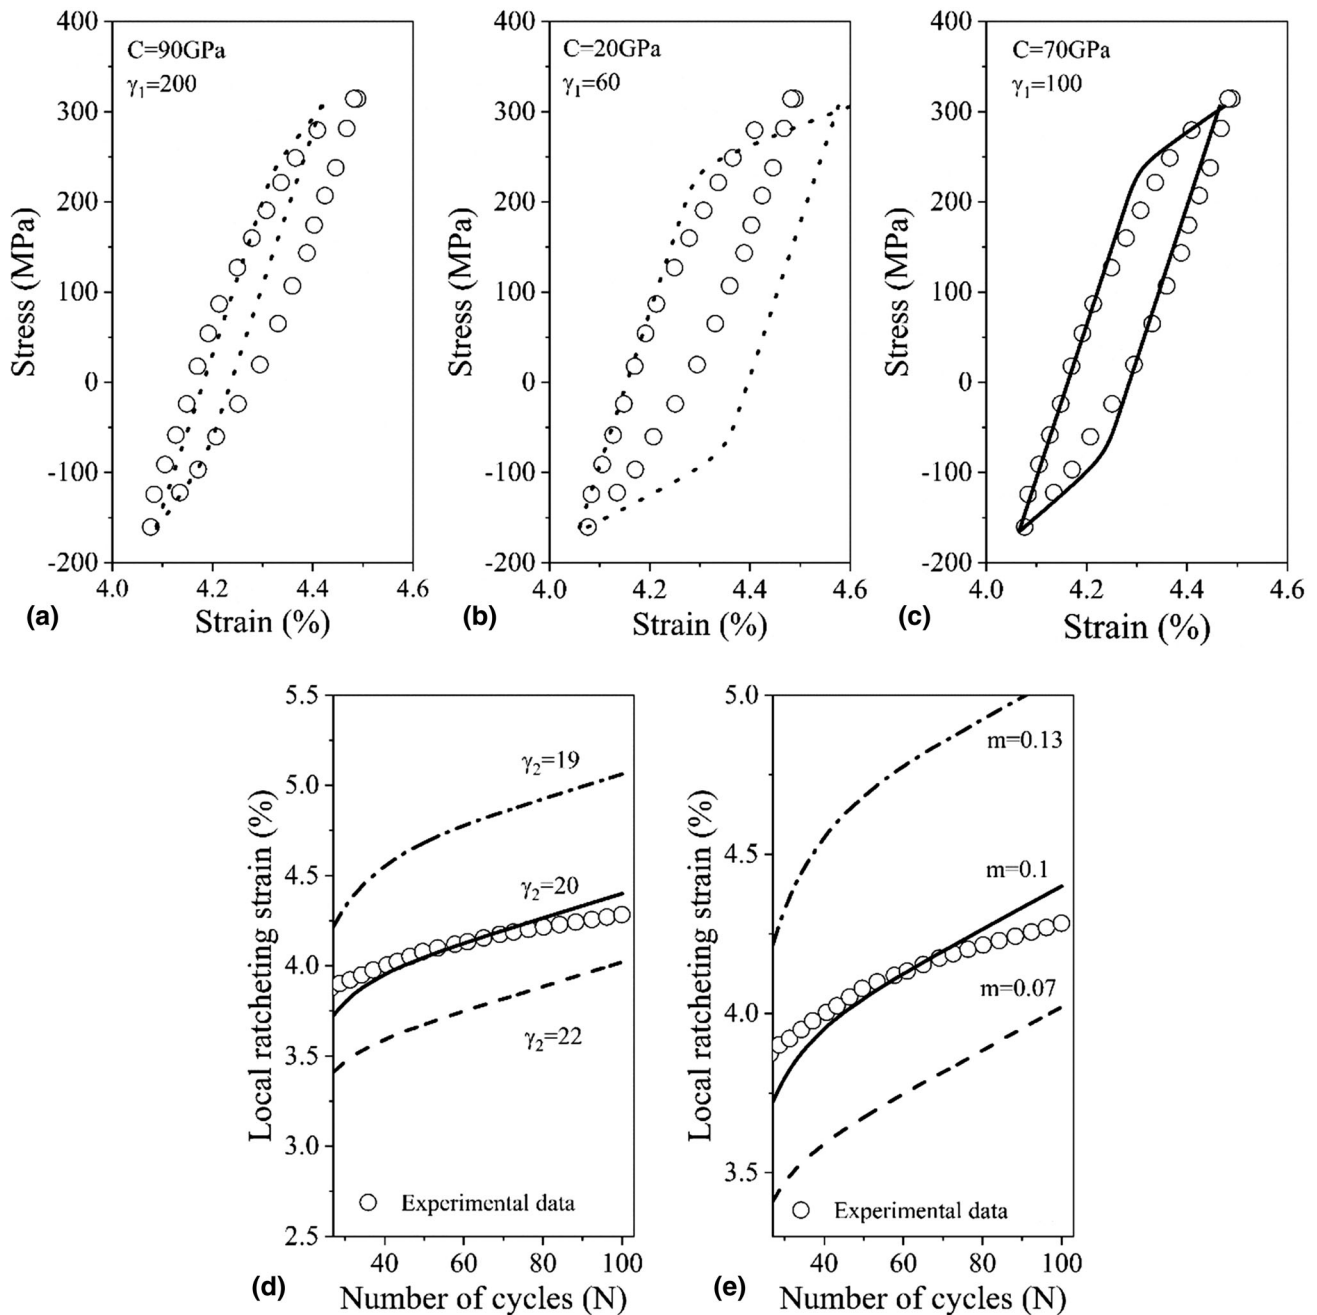 400
300
200
100
0
-100
-200
Stress (MPa)
C=90GPa
γ₁=200
4.0
4.2
4.4
4.6
Strain (%)
(a)
400
300
200
100
0
-100
-200
Stress (MPa)
C=20GPa
γ₁=60
4.0
4.2
4.4
4.6
Strain (%)
(b)
400
300
200
100
0
-100
-200
Stress (MPa)
C=70GPa
γ₁=100
4.0
4.2
4.4
4.6
Strain (%)
(c)
5.5
5.0
4.5
4.0
3.5
3.0
2.5
Local ratcheting strain (%)
γ₂=19
γ₂=20
γ₂=22
Experimental data
40
60
80
100
Number of cycles (N)
(d)
5.0
4.5
4.0
3.5
Local ratcheting strain (%)
m=0.13
m=0.1
m=0.07
Experimental data
40
60
80
100
Number of cycles (N)
(e)